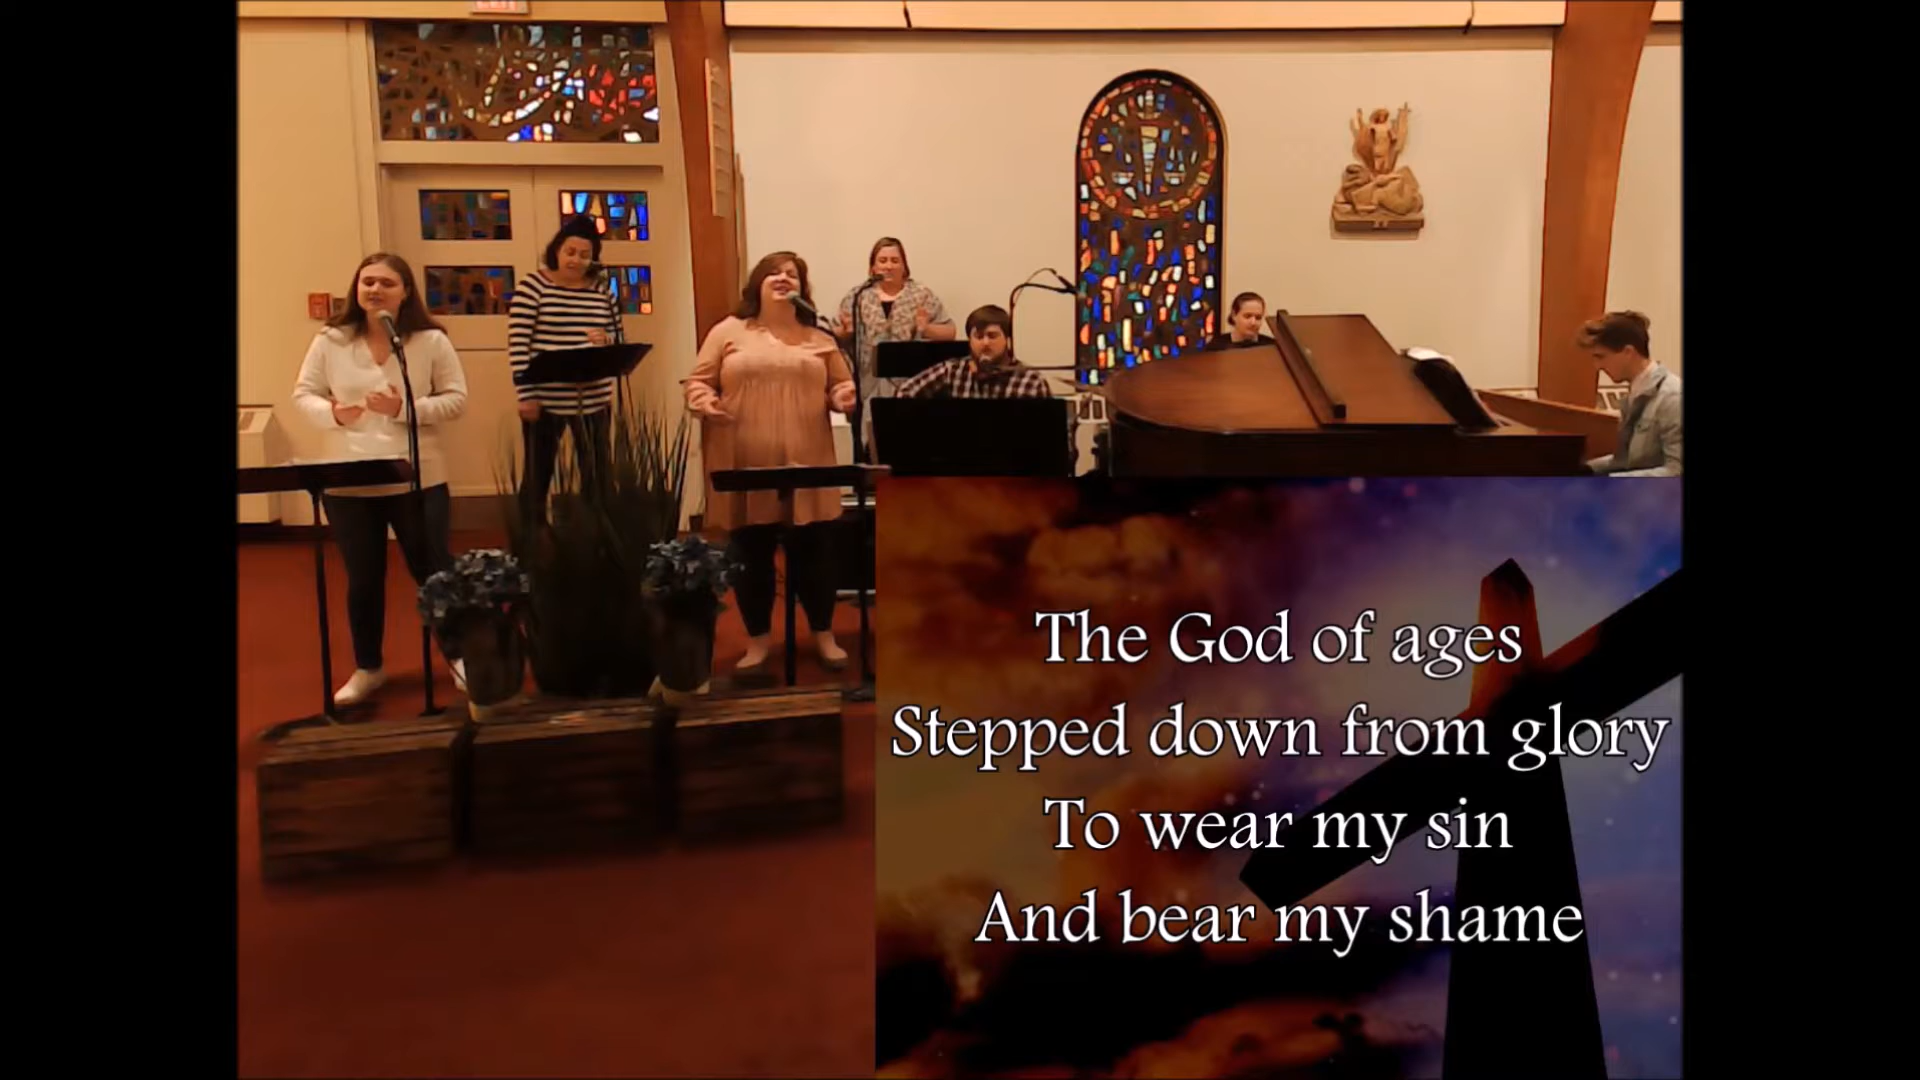 The God of ages
Stepped down from glory
To wear my sin
And bear my shame